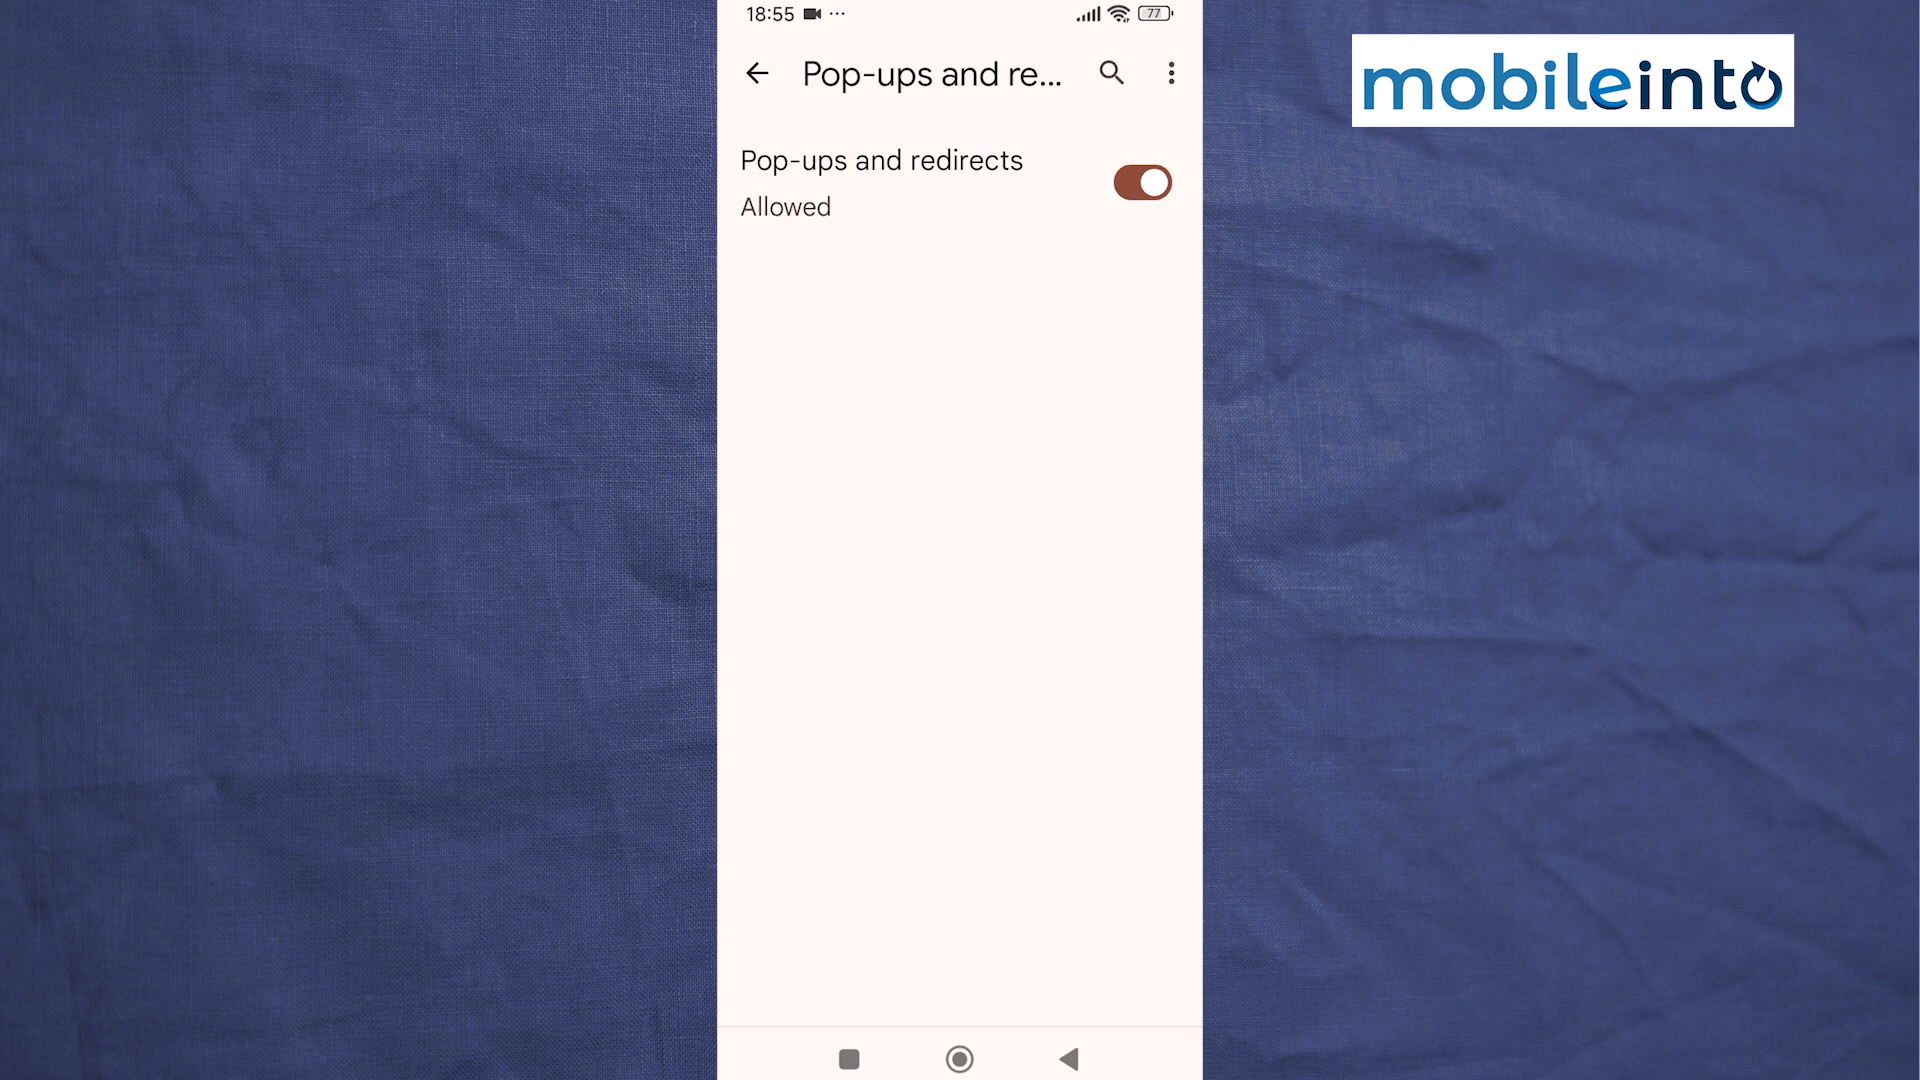 18:55
77
Pop-ups and re...
Pop-ups and redirects
Allowed
mobileinto